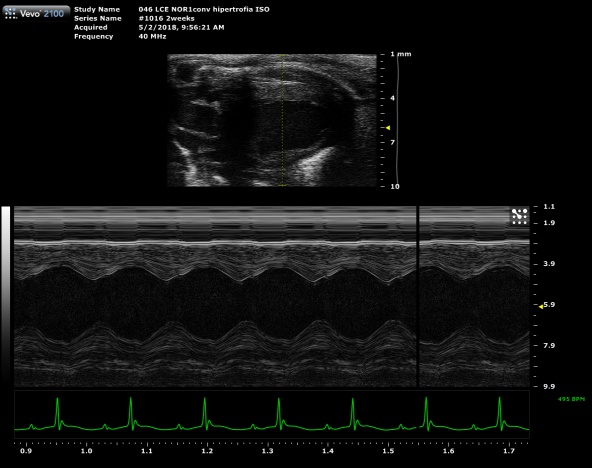 Vevo 2100
Study Name 046 LCE NOR1conv hipertrofia ISO
Series Name #1016 2weeks
Acquired 5/2/2018, 9:56:21 AM
Frequency 40 MHz
1 mm
4
7
10
1.1
1.9
3.9
5.9
7.9
9.9
495 BPM
0.9 1.0 1.1 1.2 1.3 1.4 1.5 1.6 1.7